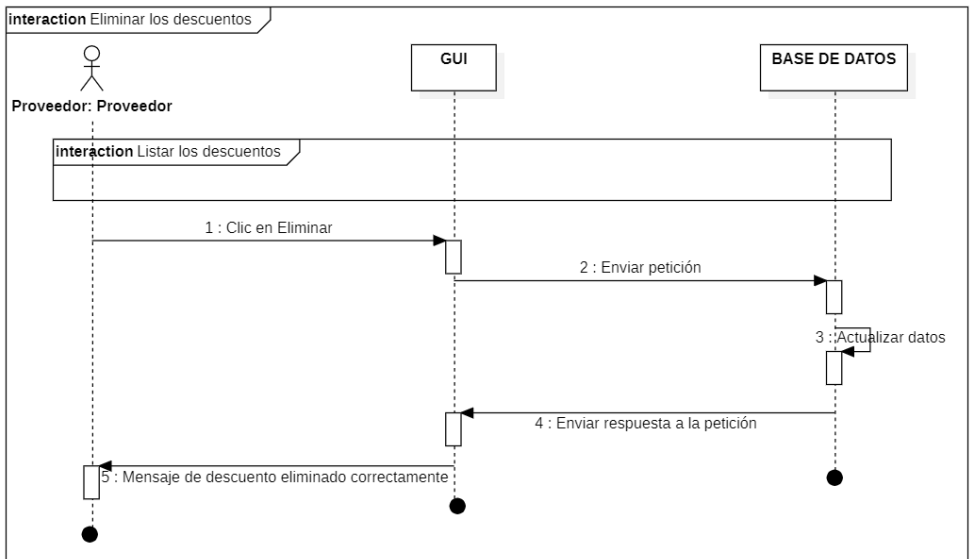 interaction Eliminar los descuentos
GUI
BASE DE DATOS
Proveedor: Proveedor
interaction Listar los descuentos
1 : Clic en Eliminar
2 : Enviar petición
3 : Actualizar datos
4 : Enviar respuesta a la petición
5 : Mensaje de descuento eliminado correctamente